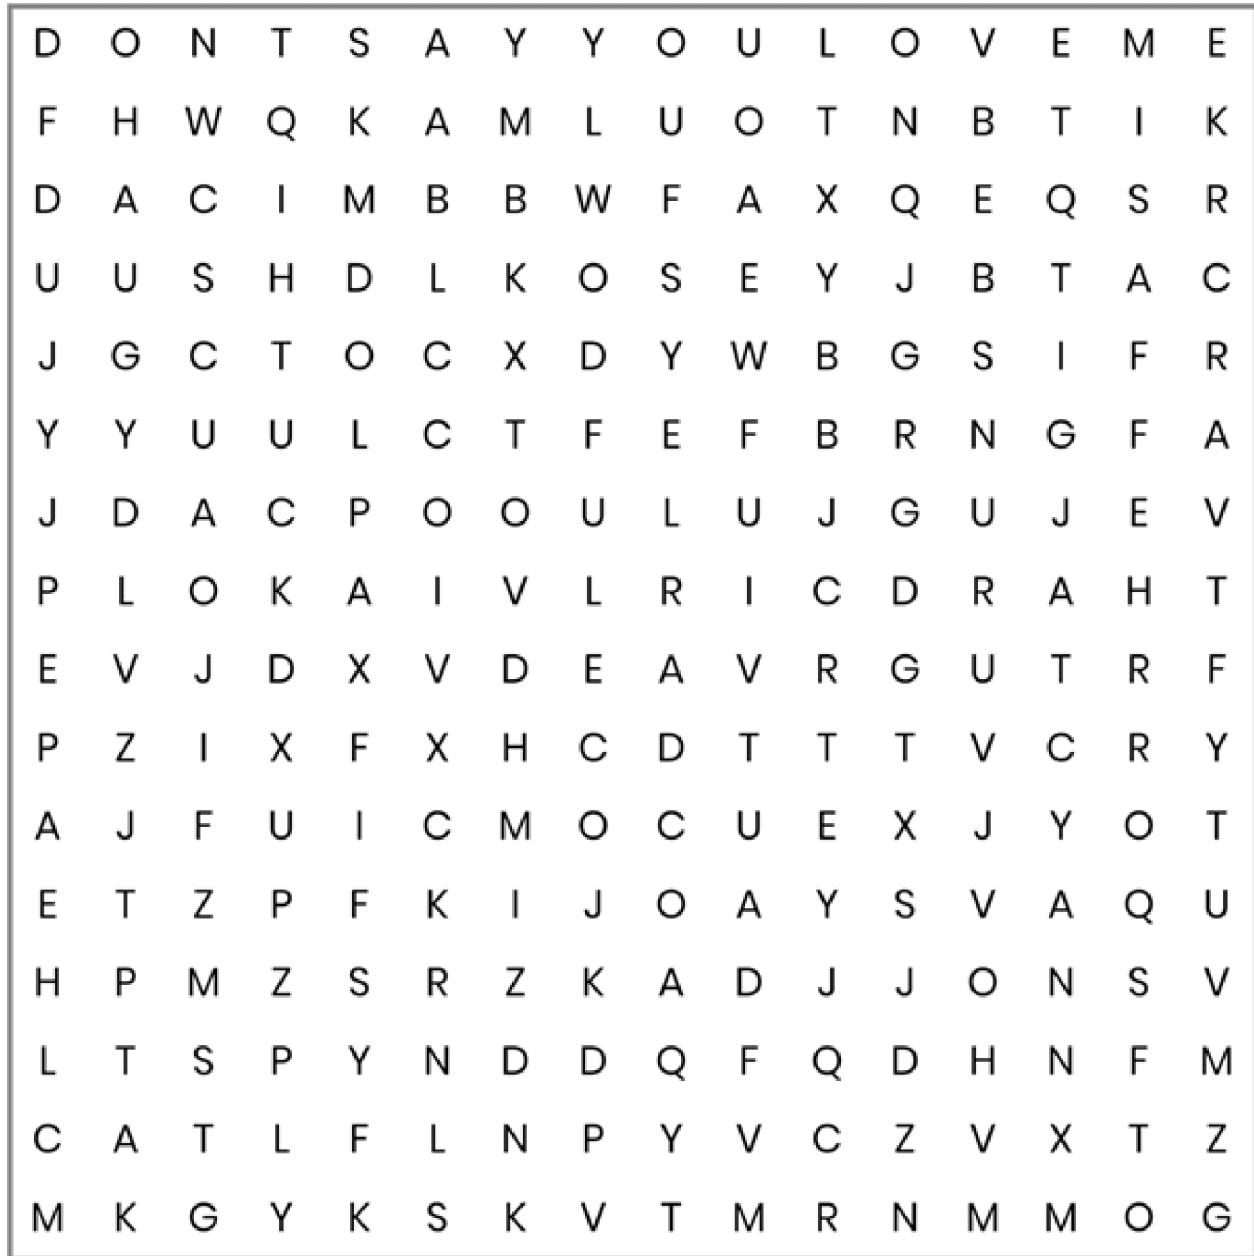 D O N T S A Y Y O U L O V E M E
F H W Q K A M L U O T N B T I K
D A C I M B B W F A X Q E Q S R
U U S H D L K O S E Y J B T A C
J G C T O C X D Y W B G S I F R
Y Y U U L C T F E F B R N G F A
J D A C P O O U L U J G U J E V
P L O K A I V L R I C D R A H T
E V J D X V D E A V R G U T R F
P Z I X F X H C D T T T V C R Y
A J F U I C M O C U E X J Y O T
E T Z P F K I J O A Y S V A Q U
H P M Z S R Z K A D J J O N S V
L T S P Y N D D Q F Q D H N F M
C A T L F L N P Y V C Z V X T Z
M K G Y K S K V T M R N M M O G